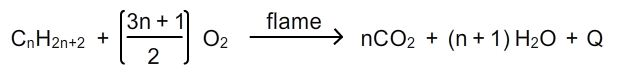 CnH2n+2 + [3n + 1 / 2] O2 flame → nCO2 + (n + 1) H2O + Q